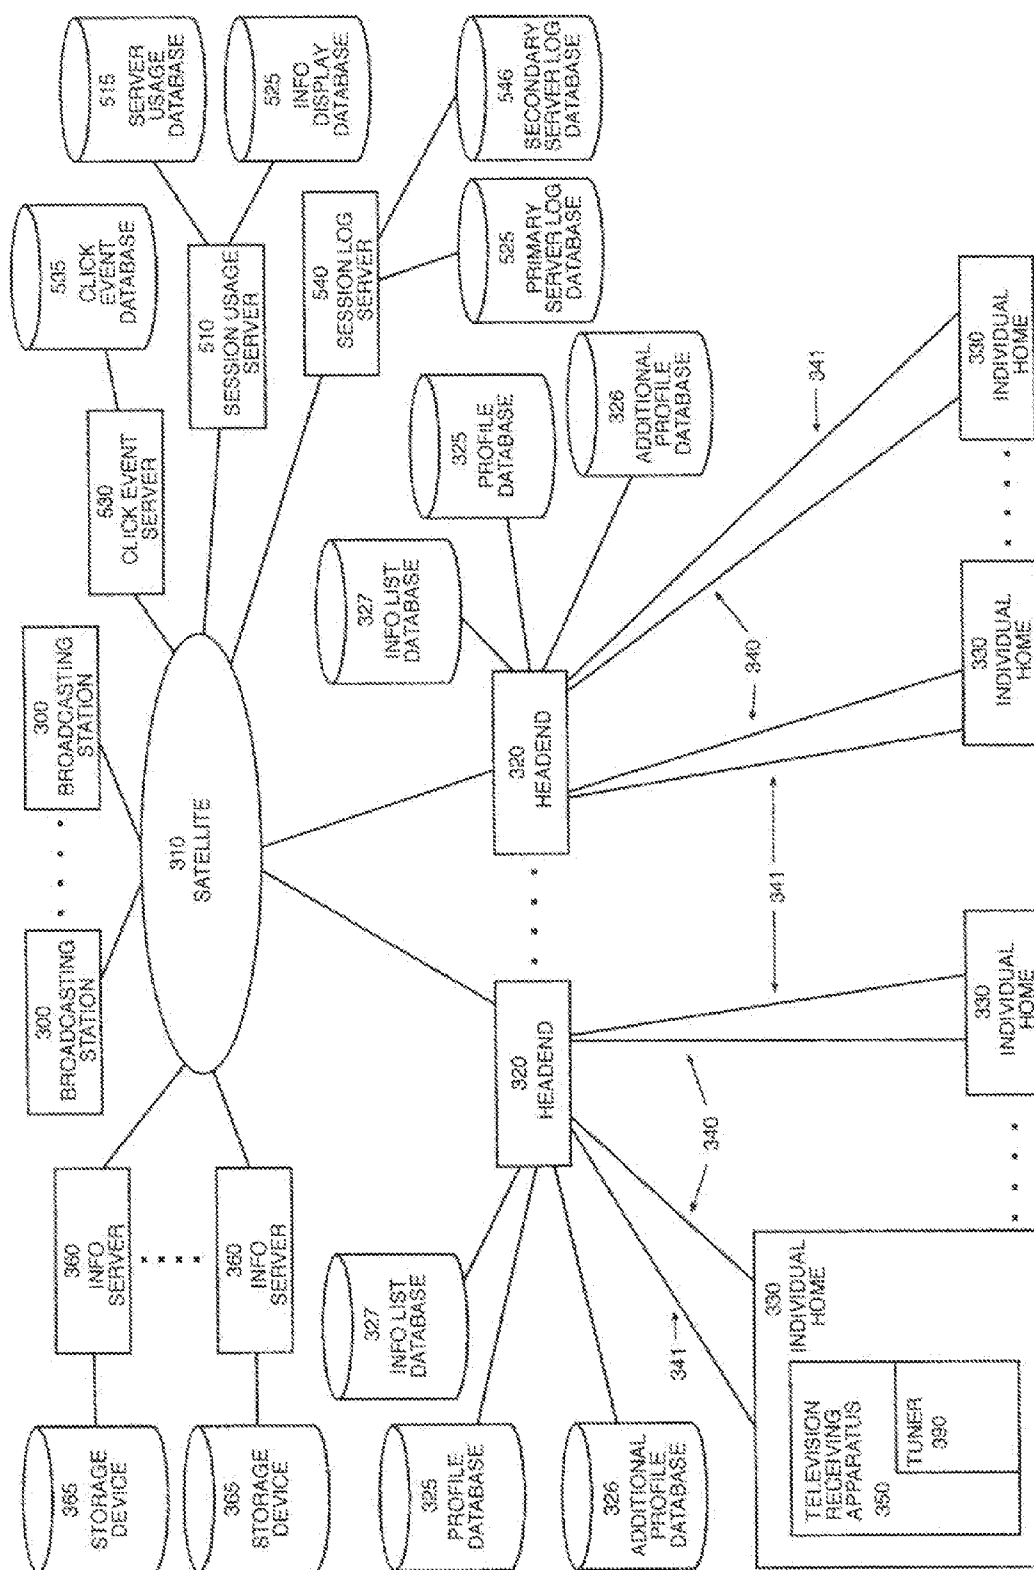 365
STORAGE
DEVICE
365
STORAGE
DEVICE
360
INFO
SERVER
360
INFO
SERVER
300
BROADCASTING
STATION
300
BROADCASTING
STATION
310
SATELLITE
530
CLICK EVENT
SERVER
535
CLICK
EVENT
DATABASE
510
SESSION USAGE
SERVER
515
SERVER
USAGE
DATABASE
525
INFO
DISPLAY
DATABASE
540
SESSION LOG
SERVER
525
PRIMARY
SERVER LOG
DATABASE
546
SECONDARY
SERVER LOG
DATABASE
327
INFO LIST
DATABASE
325
PROFILE
DATABASE
326
ADDITIONAL
PROFILE
DATABASE
320
HEADEND
320
HEADEND
327
INFO LIST
DATABASE
325
PROFILE
DATABASE
326
ADDITIONAL
PROFILE
DATABASE
341
340
341
340
341
330
INDIVIDUAL
HOME
TELEVISION
RECEIVING
APPARATUS
350
TUNER
390
330
INDIVIDUAL
HOME
330
INDIVIDUAL
HOME
330
INDIVIDUAL
HOME